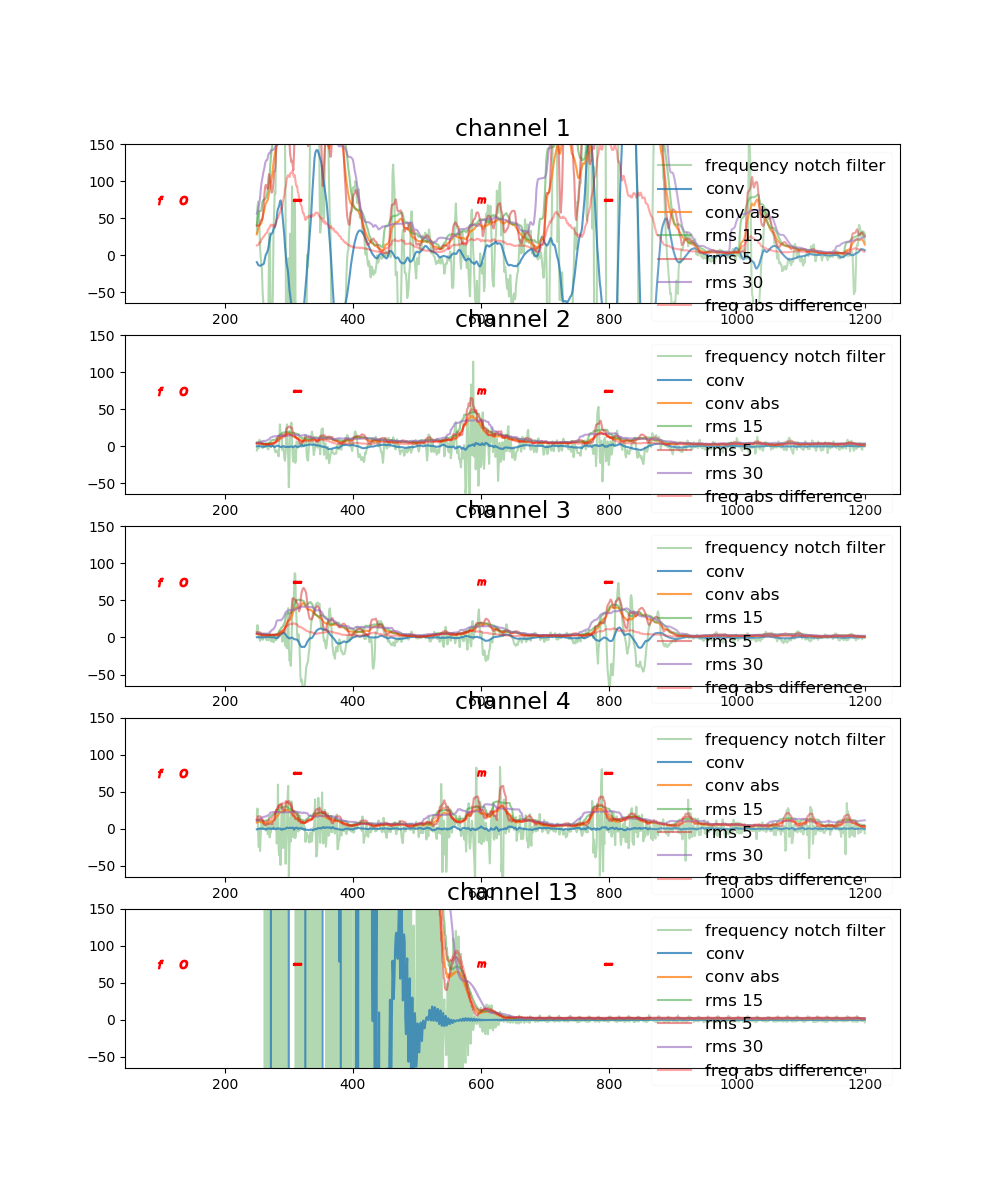 channel 1
150
100
50
0
−50
f O - m -
frequency notch filter
conv
conv abs
rms 15
rms 5
rms 30
freq abs difference
200 400 600 800 1000 1200
channel 2
150
100
50
0
−50
f O - m -
frequency notch filter
conv
conv abs
rms 15
rms 5
rms 30
freq abs difference
200 400 600 800 1000 1200
channel 3
150
100
50
0
−50
f O - m -
frequency notch filter
conv
conv abs
rms 15
rms 5
rms 30
freq abs difference
200 400 600 800 1000 1200
channel 4
150
100
50
0
−50
f O - m -
frequency notch filter
conv
conv abs
rms 15
rms 5
rms 30
freq abs difference
200 400 600 800 1000 1200
channel 13
150
100
50
0
−50
f O - m -
frequency notch filter
conv
conv abs
rms 15
rms 5
rms 30
freq abs difference
200 400 600 800 1000 1200